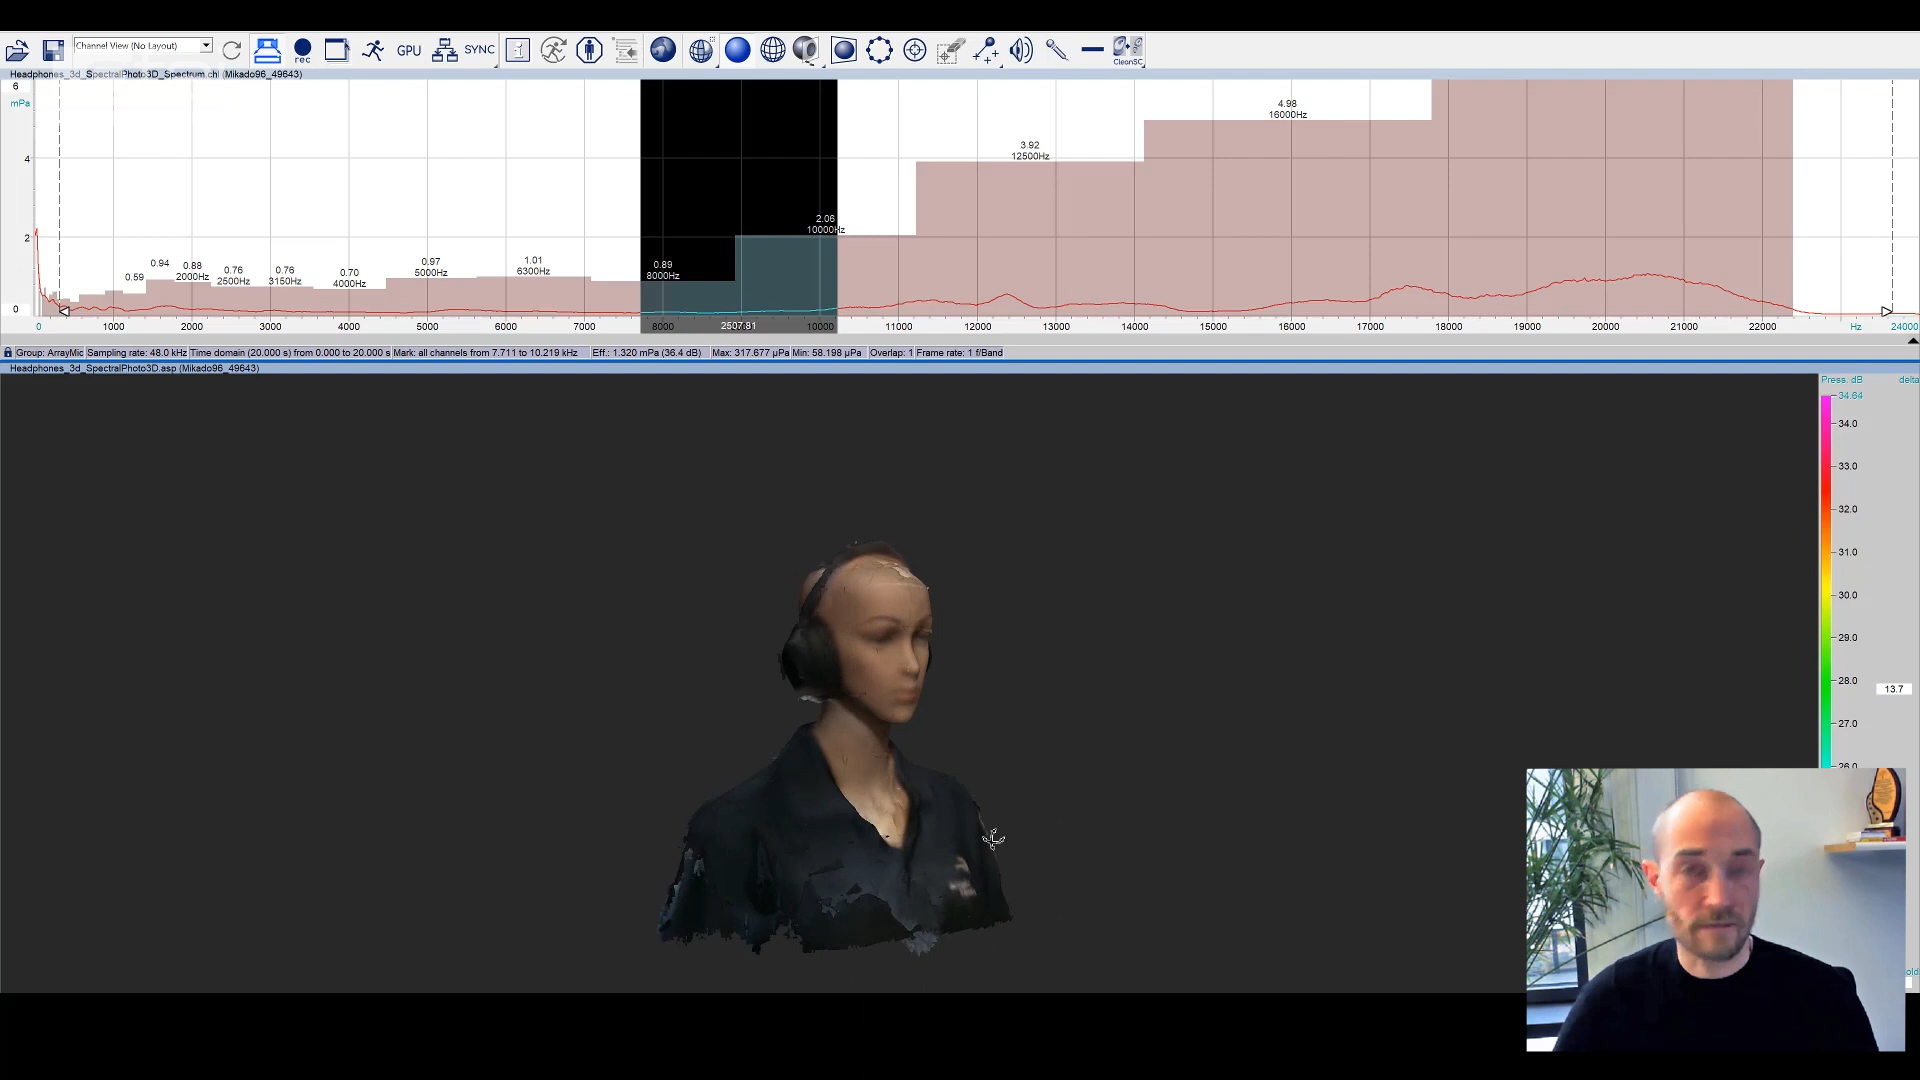 Channel View (No Layout)
rec
GPU
SYNC
CleanSC
Headphones_3d_SpectralPhoto3D_Spectrum.chl (Mikado96_49643)
6
mPa
4
2
0
0.59
0.94
0.88
2000Hz
0.76
2500Hz
0.76
3150Hz
0.70
4000Hz
0.97
5000Hz
1.01
6300Hz
0.89
8000Hz
2.06
10000Hz
3.92
12500Hz
4.98
16000Hz
0 1000 2000 3000 4000 5000 6000 7000 8000 2507.81 10000 11000 12000 13000 14000 15000 16000 17000 18000 19000 20000 21000 22000 Hz 24000
Group: ArrayMic Sampling rate: 48.0 kHz Time domain (20.000 s) from 0.000 to 20.000 s Mark: all channels from 7.711 to 10.219 kHz Eff.: 1.320 mPa (36.4 dB) Max: 317.677 µPa Min: 58.198 µPa Overlap: 1 Frame rate: 1 f/Band
Headphones_3d_SpectralPhoto3D.asp (Mikado96_49643)
Press. dB delta
34.64
34.0
33.0
32.0
31.0
30.0
29.0
28.0
13.7
27.0
26.0
old